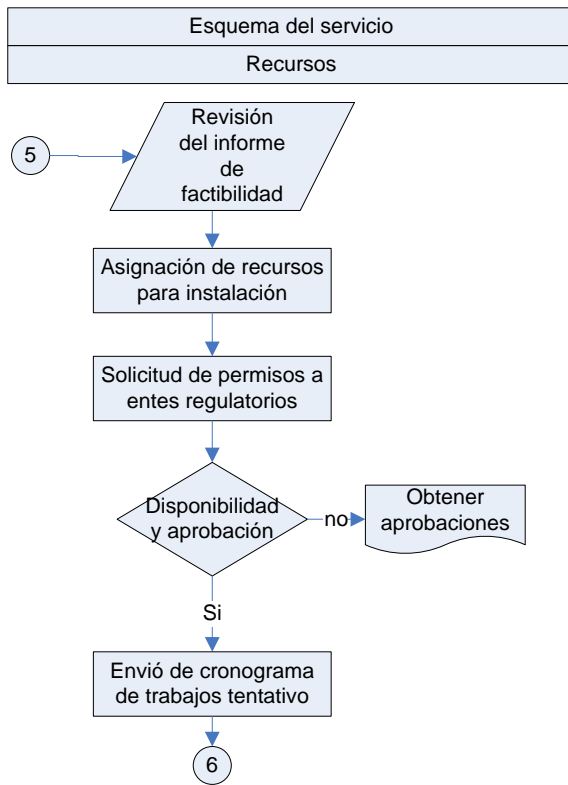 Esquema del servicio
Recursos
Revisión
del informe
de
factibilidad
5
Asignación de recursos
para instalación
Solicitud de permisos a
entes regulatorios
Disponibilidad
y aprobación
no
Obtener
aprobaciones
Si
Envió de cronograma
de trabajos tentativo
6